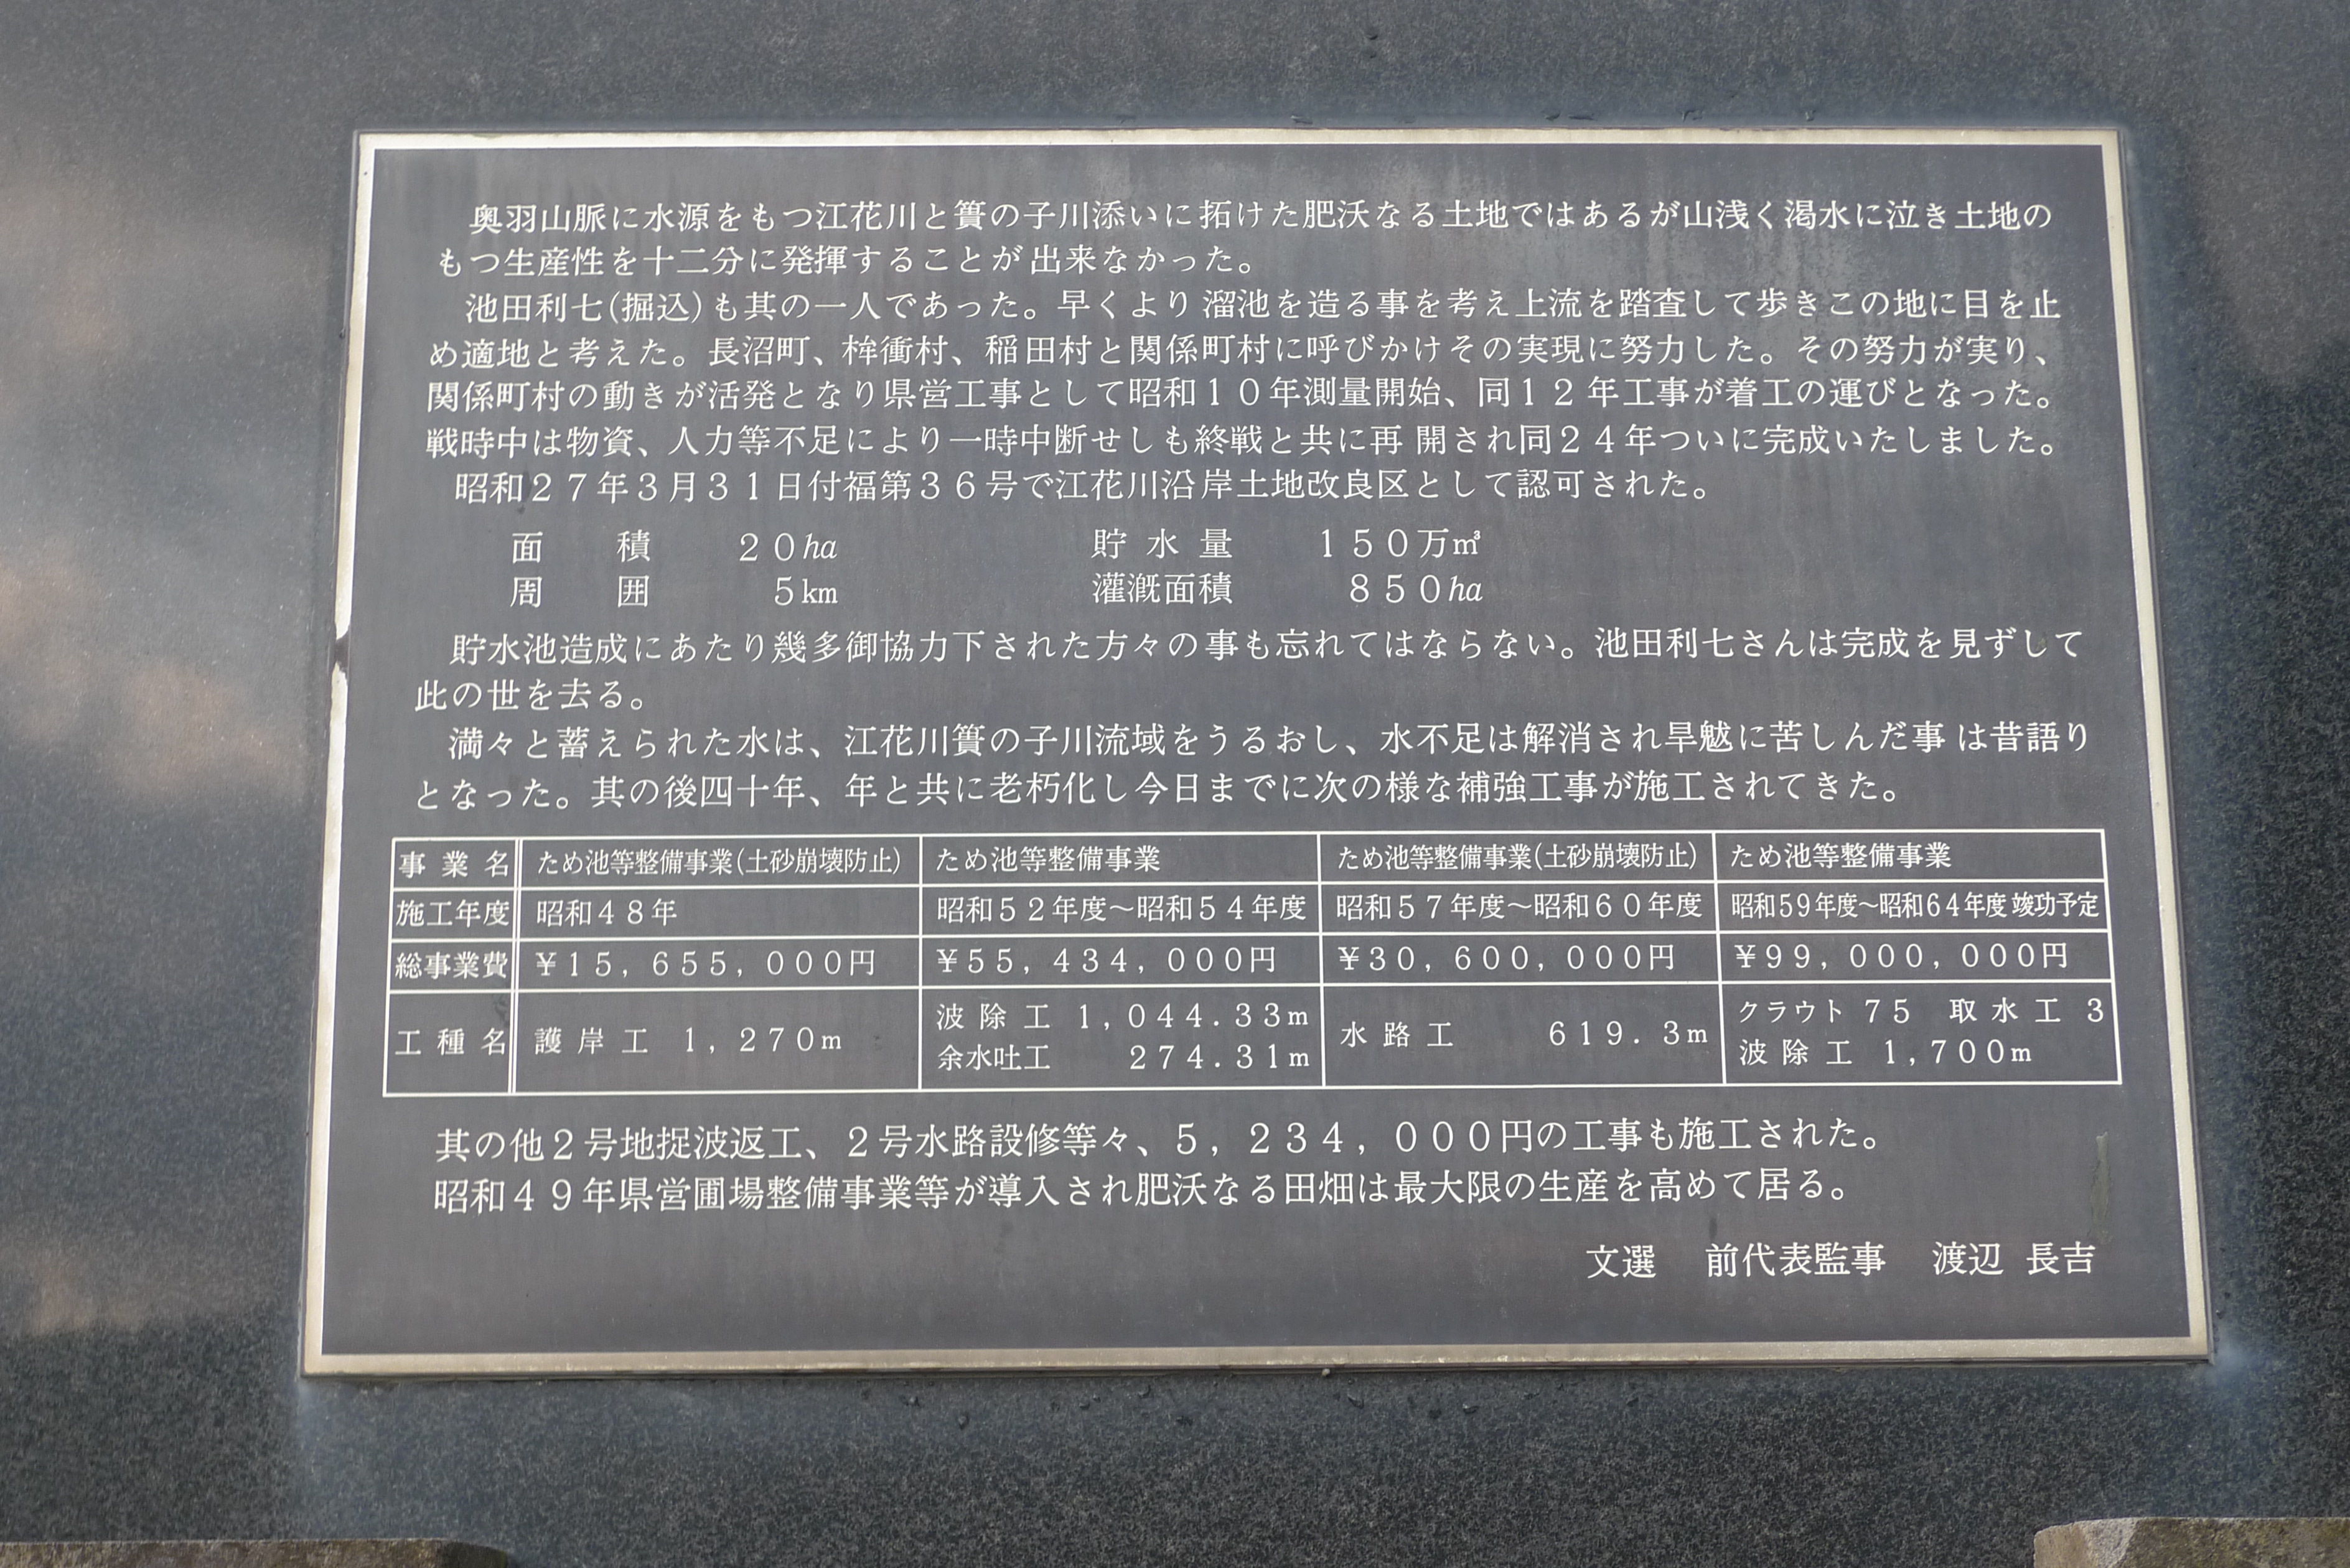 奥羽山脈に水源をもつ江花川と簀の子川添いに拓けた肥沃なる土地ではあるが山浅く渇水に泣き土地の
もつ生産性を十二分に発揮することが出来なかった。
池田利七(掘込)も其の一人であった。早くより溜池を造る事を考え上流を踏査して歩きこの地に目を止
め適地と考えた。長沼町、桙衝村、稲田村と関係町村に呼びかけその実現に努力した。その努力が実り、
関係町村の動きが活発となり県営工事として昭和10年測量開始、同12年工事が着工の運びとなった。
戦時中は物資、人力等不足により一時中断せしも終戦と共に再開され同24年ついに完成いたしました。
昭和27年3月31日付福第36号で江花川沿岸土地改良区として認可された。
面積 20ha 貯水量 150万㎥
周囲 5km 灌漑面積 850ha
貯水池造成にあたり幾多御協力下された方々の事も忘れてはならない。池田利七さんは完成を見ずして
此の世を去る。
満々と蓄えられた水は、江花川簀の子川流域をうるおし、水不足は解消され旱魃に苦しんだ事は昔語り
となった。其の後四十年、年と共に老朽化し今日までに次の様な補強工事が施工されてきた。
事業名 ため池等整備事業(土砂崩壊防止) ため池等整備事業 ため池等整備事業(土砂崩壊防止) ため池等整備事業
施工年度 昭和48年 昭和52年度～昭和54年度 昭和57年度～昭和60年度 昭和59年度～昭和64年度竣功予定
総事業費 ¥15,655,000円 ¥55,434,000円 ¥30,600,000円 ¥99,000,000円
工種名 護岸工 1,270m 波除工 1,044.33m 余水吐工 274.31m 水路工 619.3m クラウト 75 取水工 3 波除工 1,700m
其の他2号地捉波返工、2号水路設修等々、5,234,000円の工事も施工された。
昭和49年県営圃場整備事業等が導入され肥沃なる田畑は最大限の生産を高めて居る。
文選 前代表監事 渡辺 長吉